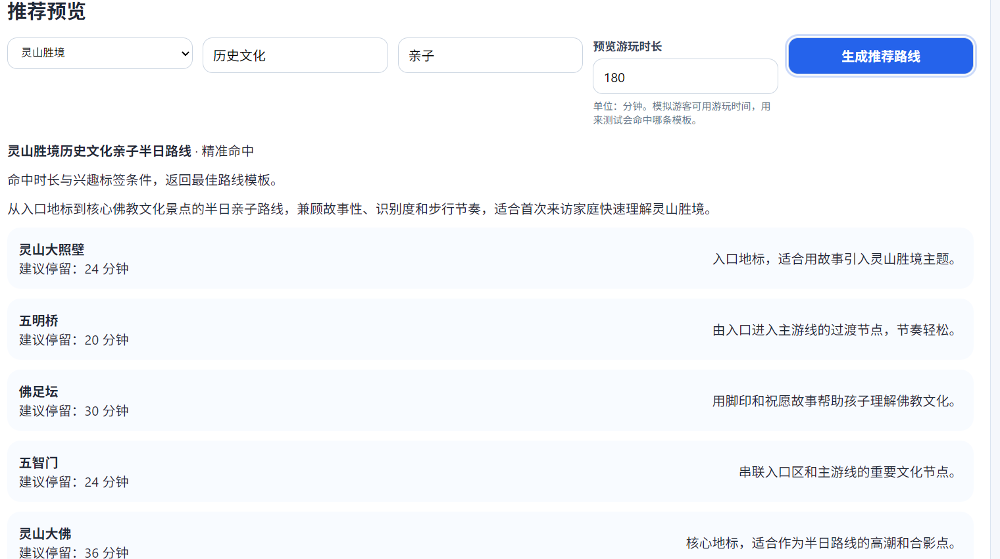 推荐预览
灵山胜境
历史文化
亲子
预览游玩时长
180
单位：分钟。模拟游客可用游玩时间，用
来测试会命中哪条模板。
生成推荐路线
灵山胜境历史文化亲子半日路线 · 精准命中
命中时长与兴趣标签条件，返回最佳路线模板。
从入口地标到核心佛教文化景点的半日亲子路线，兼顾故事性、识别度和步行节奏，适合首次来访家庭快速理解灵山胜境。
灵山大照壁
建议停留：24 分钟
入口地标，适合用故事引入灵山胜境主题。
五明桥
建议停留：20 分钟
由入口进入主游线的过渡节点，节奏轻松。
佛足坛
建议停留：30 分钟
用脚印和祝愿故事帮助孩子理解佛教文化。
五智门
建议停留：24 分钟
串联入口区和主游线的重要文化节点。
灵山大佛
建议停留：36 分钟
核心地标，适合作为半日路线的高潮和合影点。